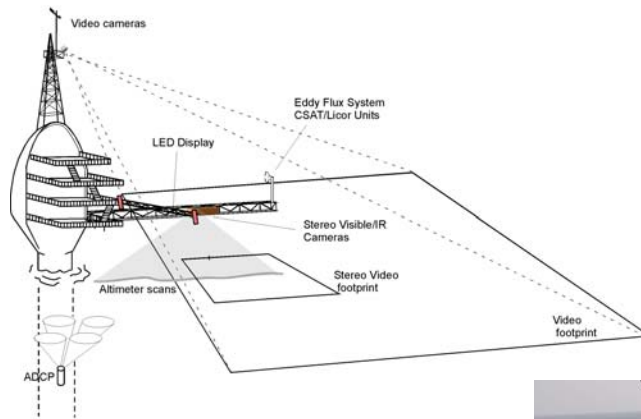 Video cameras
Eddy Flux System
CSAT/Licor Units
LED Display
Stereo Visible/IR
Cameras
Altimeter scans
Stereo Video
footprint
Video
footprint
ADCP